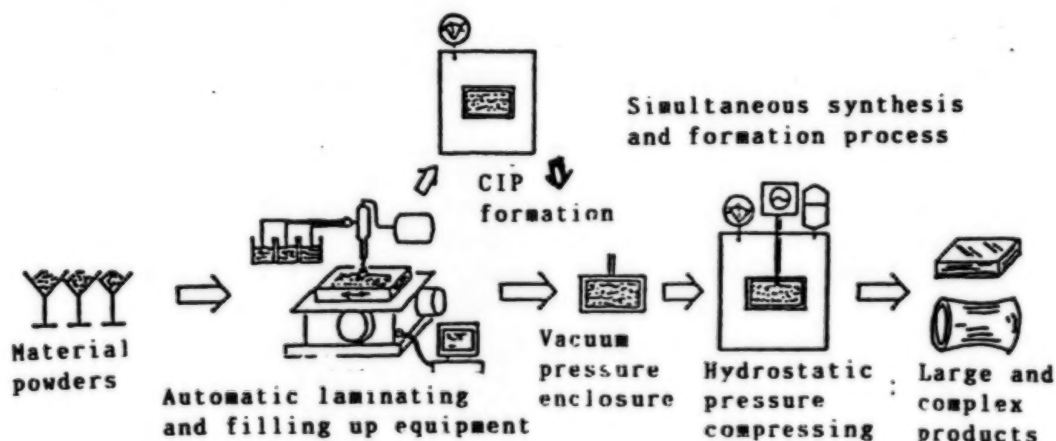 Simultaneous synthesis
and formation process
CIP
formation
Material
powders
Automatic laminating
and filling up equipment
Vacuum
pressure
enclosure
Hydrostatic
pressure
compressing
Large and
complex
products